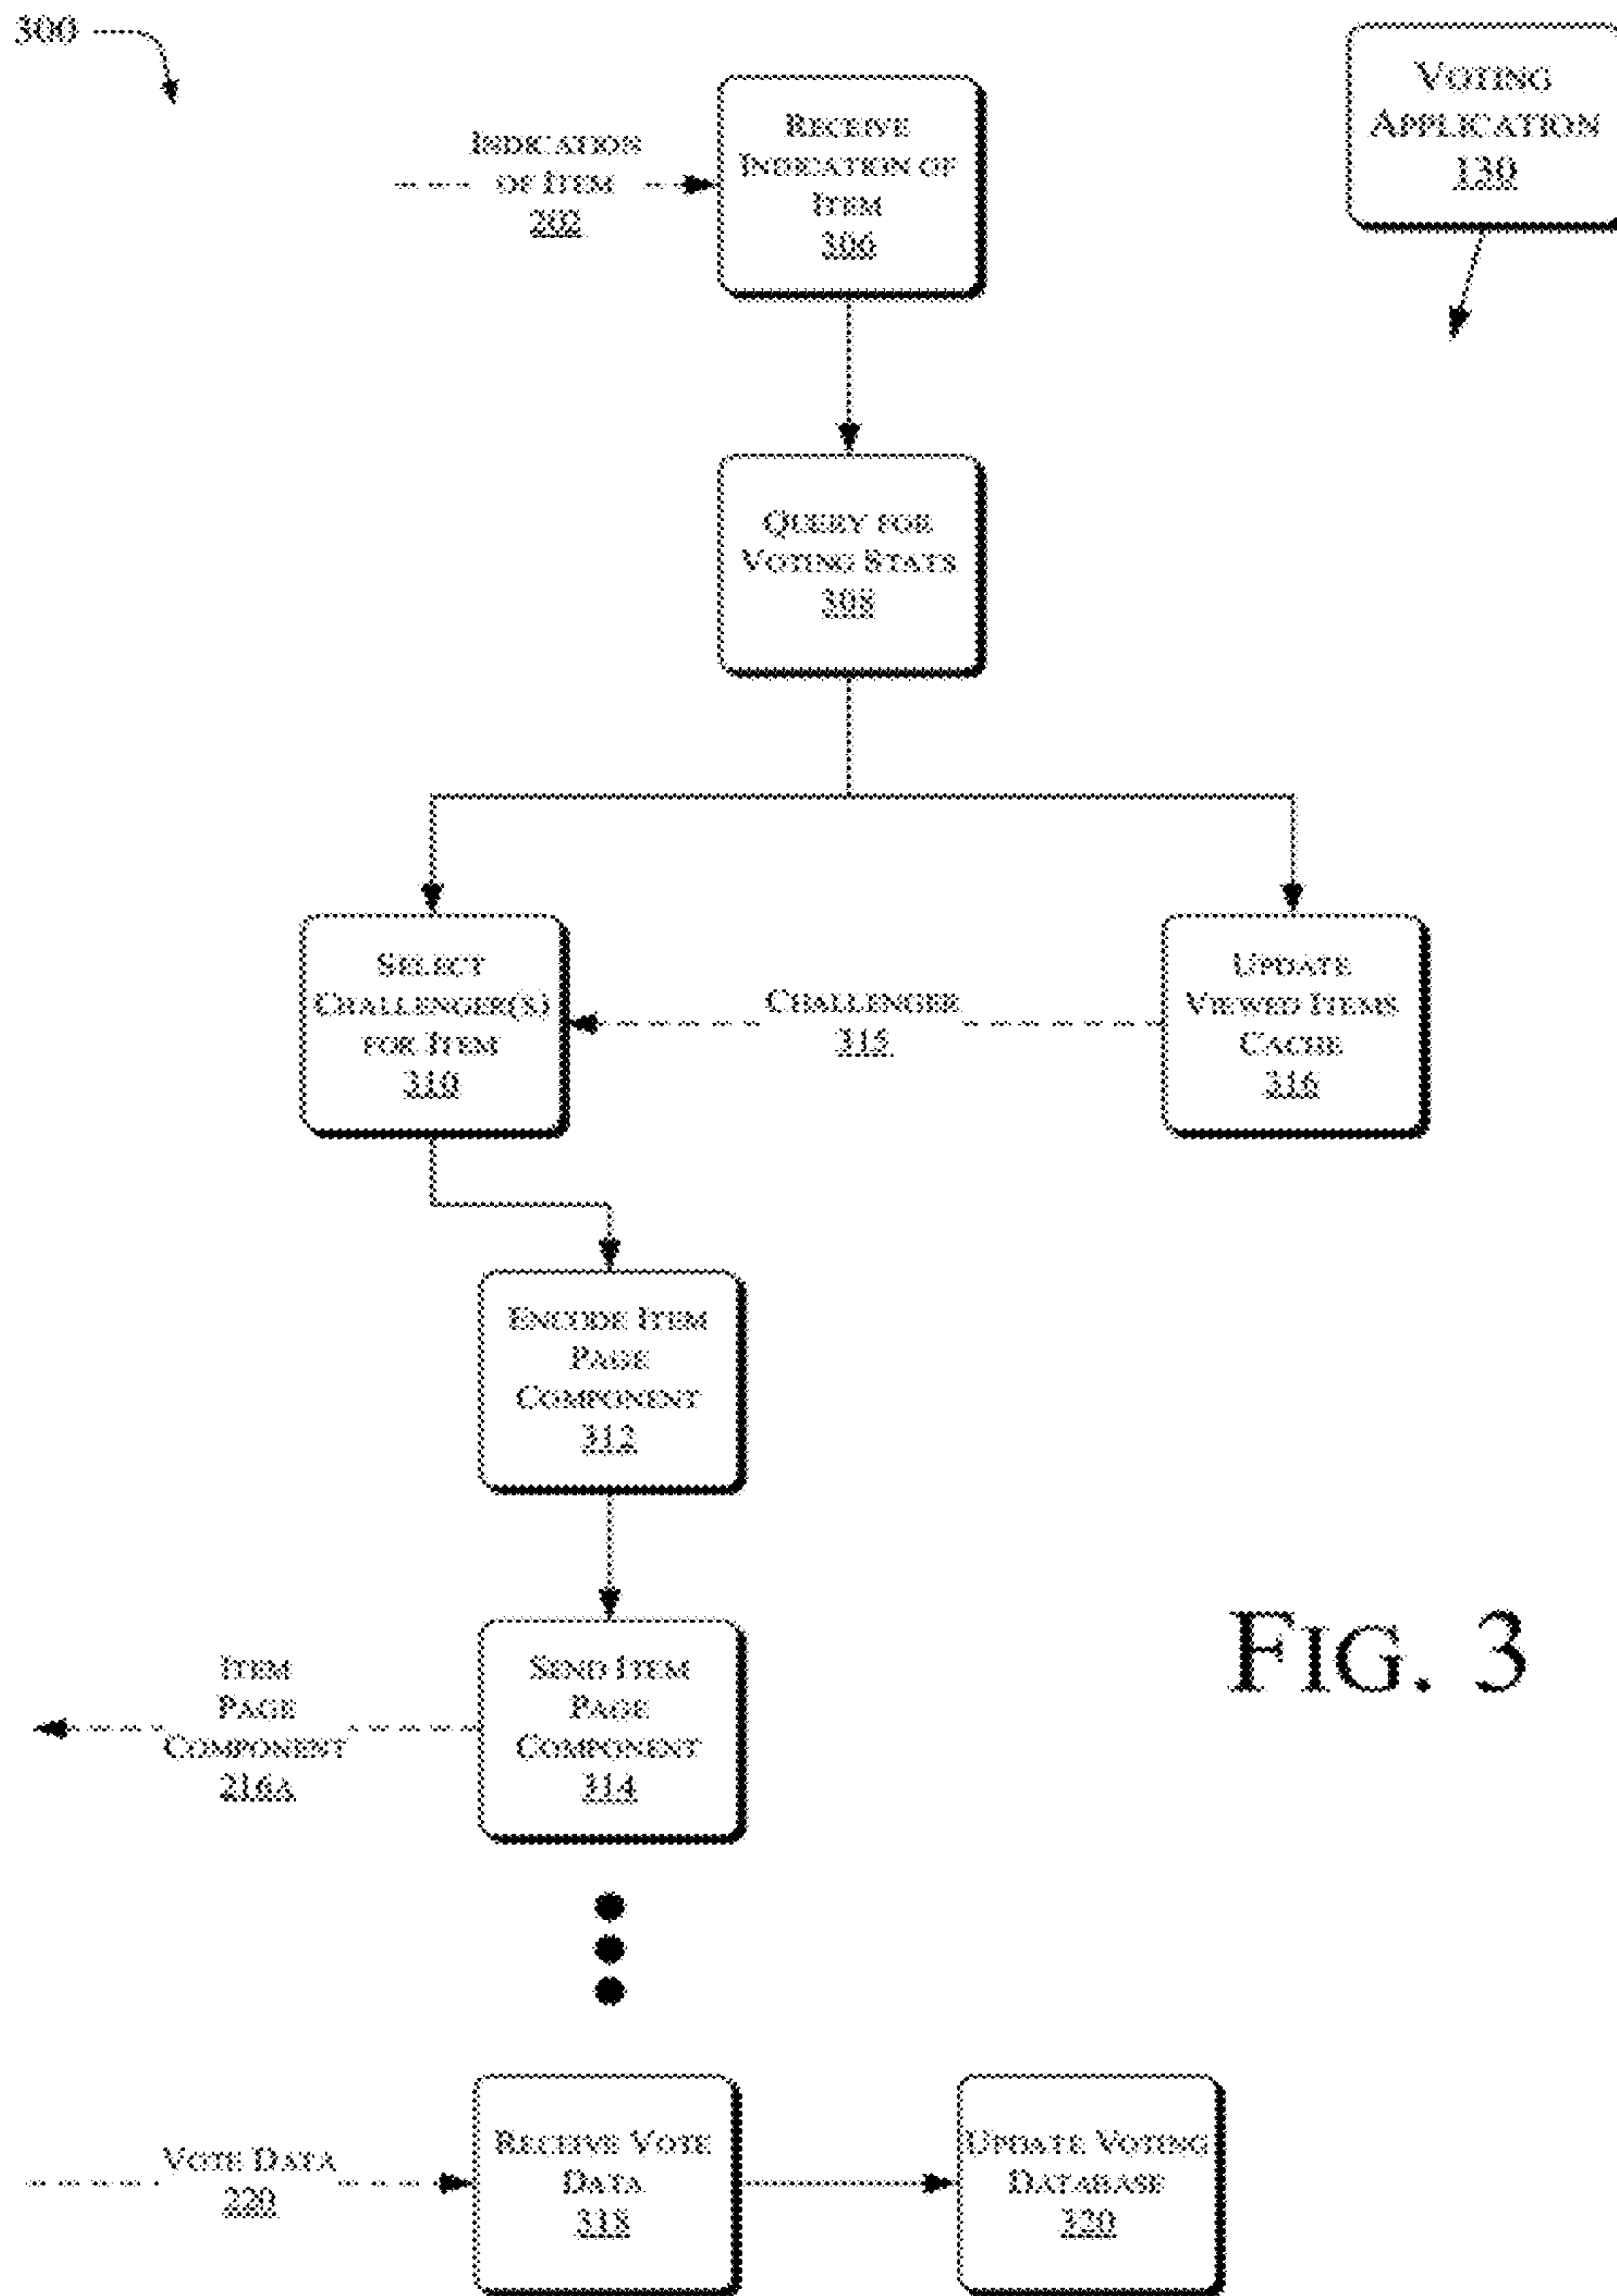 300
VOTING
APPLICATION
130
INDICATION
OF ITEM
202
RECEIVE
INDICATION OF
ITEM
306
QUERY FOR
VOTING STATS
308
SELECT
CHALLENGER(S)
FOR ITEM
310
CHALLENGER
315
UPDATE
VIEWED ITEMS
CACHE
316
ENCODE ITEM
PAGE
COMPONENT
312
ITEM
PAGE
COMPONENT
216A
SEND ITEM
PAGE
COMPONENT
314
FIG. 3
VOTE DATA
220
RECEIVE VOTE
DATA
318
UPDATE VOTING
DATABASE
320